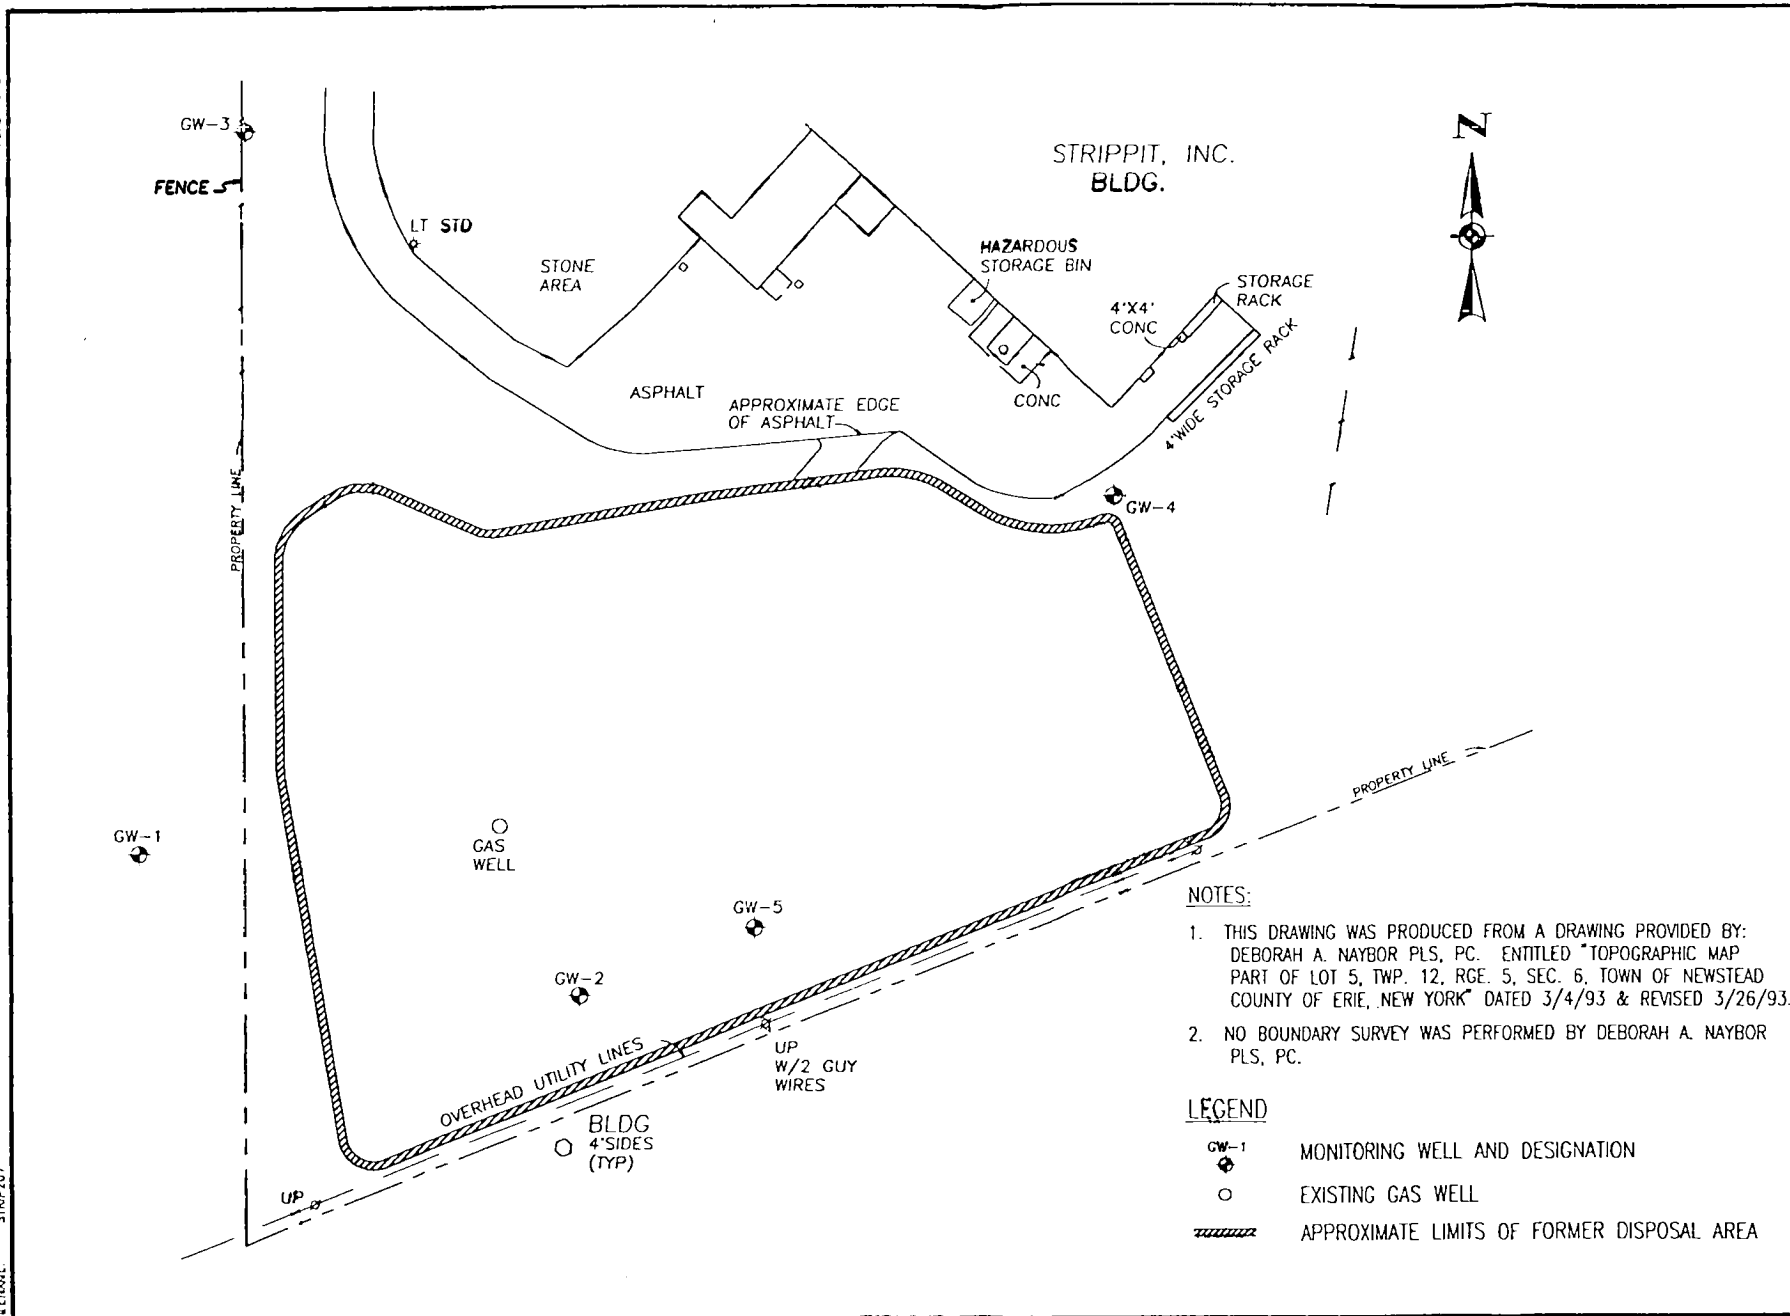 N
GW-3
FENCE
STRIPPIT, INC.
BLDG.
LT STD
STONE
AREA
HAZARDOUS
STORAGE BIN
STORAGE
RACK
4'X4'
CONC
4'WIDE STORAGE RACK
CONC
ASPHALT
APPROXIMATE EDGE
OF ASPHALT
PROPERTY LINE
GW-4
PROPERTY LINE
GW-1
GAS
WELL
GW-5
GW-2
OVERHEAD UTILITY LINES
UP
W/2 GUY
WIRES
BLDG
4'SIDES
(TYP)
UP
NOTES:
1. THIS DRAWING WAS PRODUCED FROM A DRAWING PROVIDED BY:
DEBORAH A. NAYBOR PLS, PC. ENTITLED "TOPOGRAPHIC MAP
PART OF LOT 5, TWP. 12, RGE. 5, SEC. 6, TOWN OF NEWSTEAD
COUNTY OF ERIE, NEW YORK" DATED 3/4/93 & REVISED 3/26/93.
2. NO BOUNDARY SURVEY WAS PERFORMED BY DEBORAH A. NAYBOR
PLS, PC.
LEGEND
GW-1 MONITORING WELL AND DESIGNATION
EXISTING GAS WELL
APPROXIMATE LIMITS OF FORMER DISPOSAL AREA